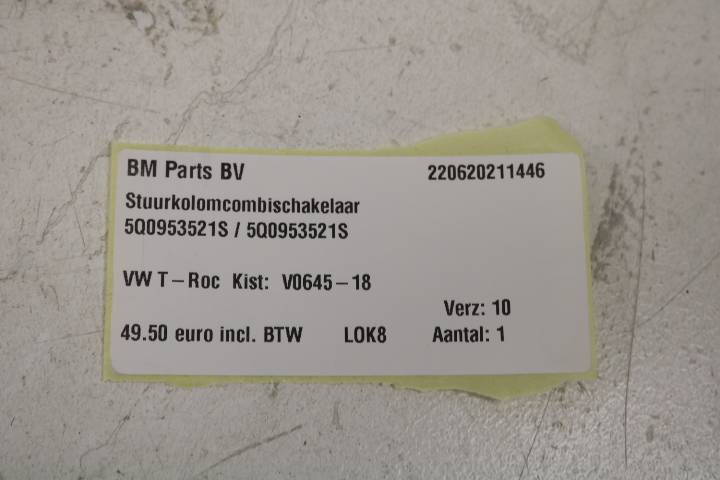 BM Parts BV 220620211446
Stuurkolomcombischakelaar
5Q0953521S / 5Q0953521S
VW T-Roc Kist: V0645-18
Verz: 10
49.50 euro incl. BTW LOK8 Aantal: 1